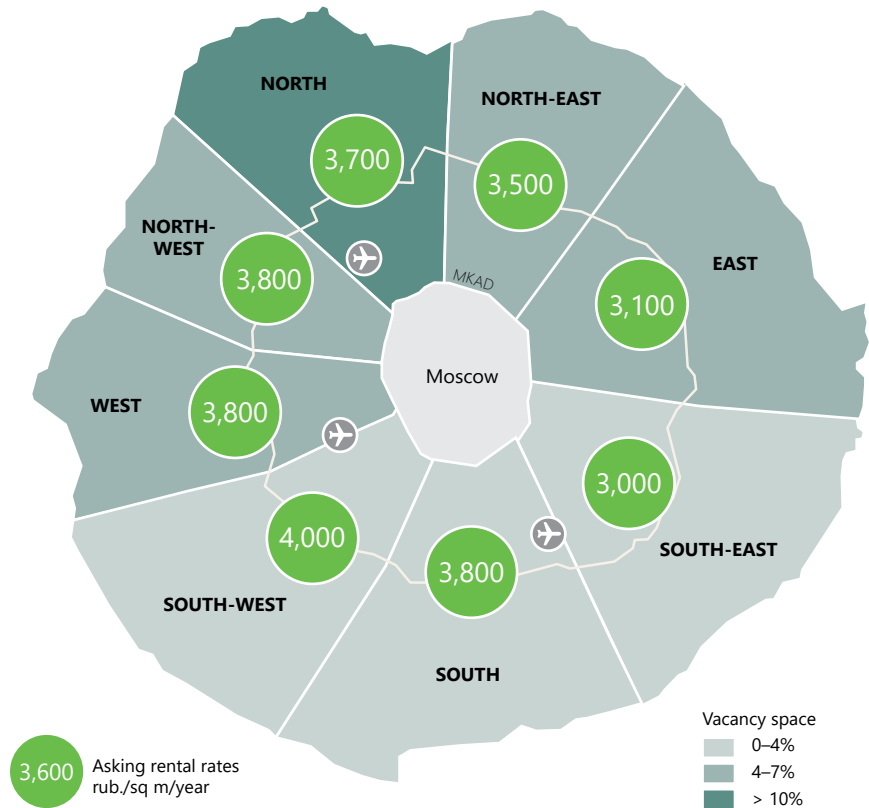 NORTH
NORTH-EAST
3,700
3,500
NORTH-
WEST
EAST
3,800
MKAD
3,100
Moscow
WEST
3,800
3,000
4,000
SOUTH-EAST
3,800
SOUTH-WEST
SOUTH
Vacancy space
0–4%
4–7%
> 10%
3,600
Asking rental rates
rub./sq m/year